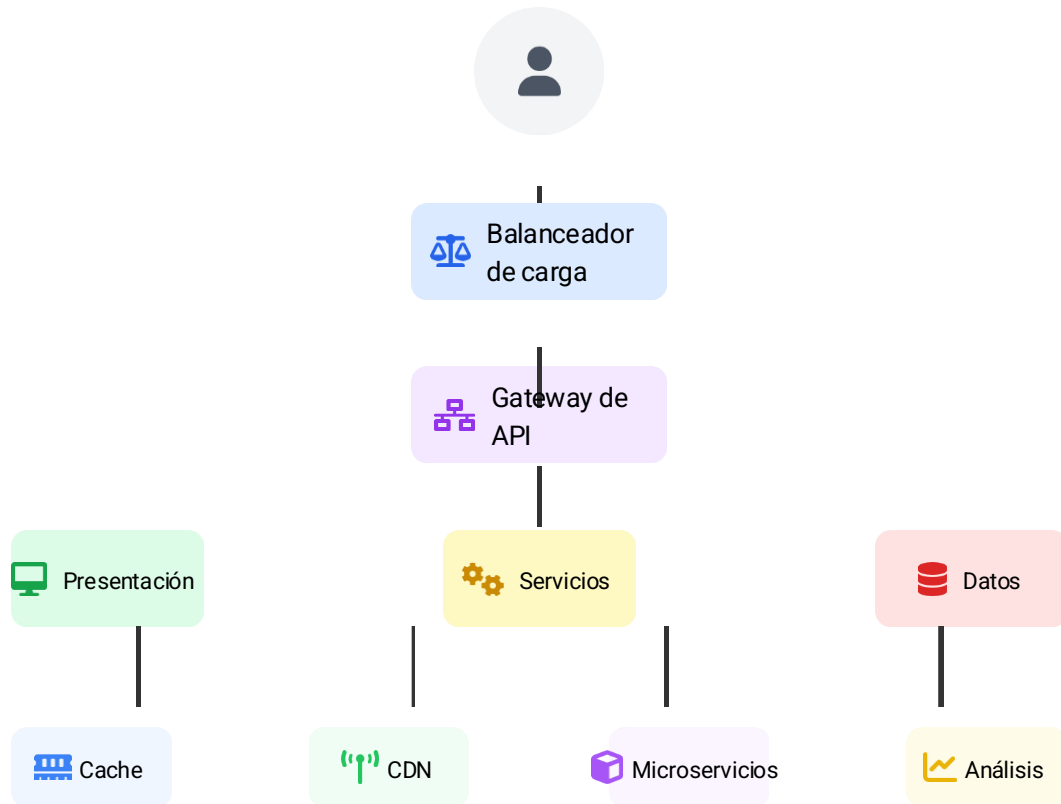 Balanceador
de carga
Gateway de
API
Presentación
Servicios
Datos
Cache
CDN
Microservicios
Análisis